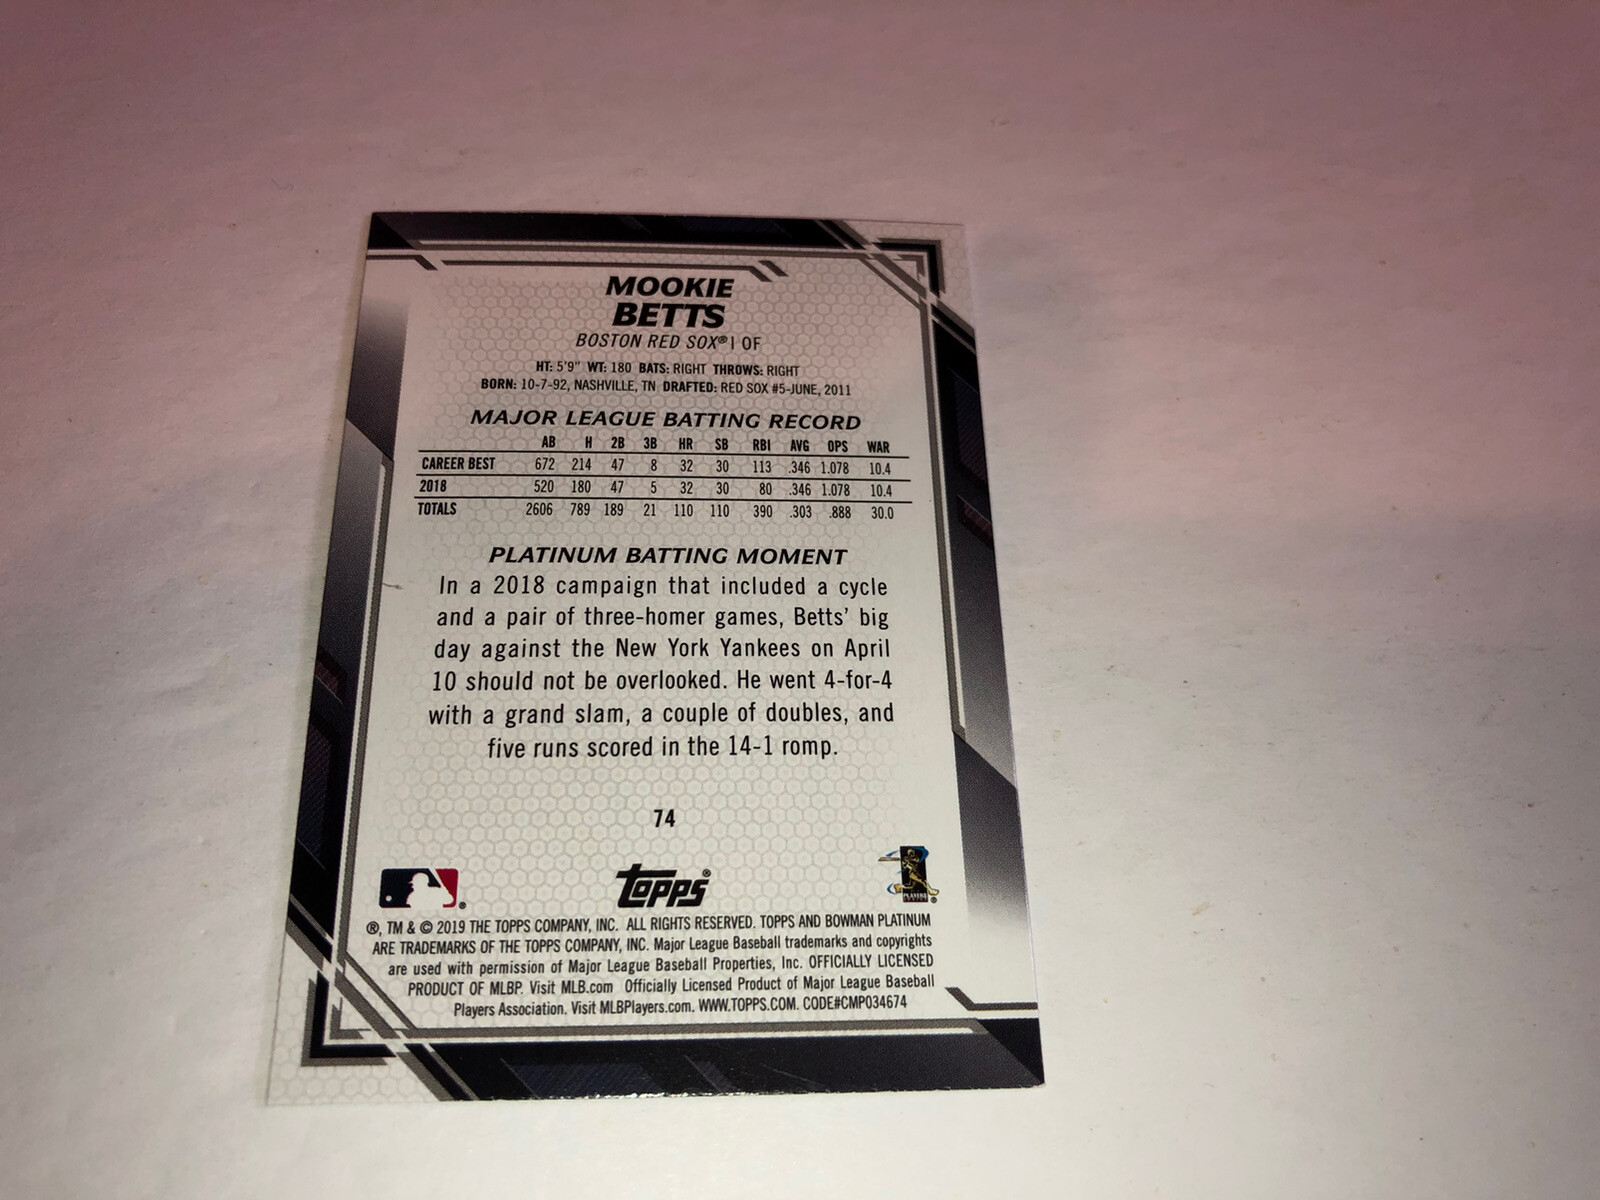 MOOKIE
BETTS
BOSTON RED SOX® | OF
HT: 5'9" WT: 180 BATS: RIGHT THROWS: RIGHT
BORN: 10-7-92, NASHVILLE, TN DRAFTED: RED SOX #5-JUNE, 2011
MAJOR LEAGUE BATTING RECORD
AB H 2B 3B HR SB RBI AVG OPS WAR
CAREER BEST 672 214 47 8 32 30 113 .346 1.078 10.4
2018 520 180 47 5 32 30 80 .346 1.078 10.4
TOTALS 2606 789 189 21 110 110 390 .303 .888 30.0
PLATINUM BATTING MOMENT
In a 2018 campaign that included a cycle
and a pair of three-homer games, Betts' big
day against the New York Yankees on April
10 should not be overlooked. He went 4-for-4
with a grand slam, a couple of doubles, and
five runs scored in the 14-1 romp.
74
topps®
PLAYERS
®, TM & © 2019 THE TOPPS COMPANY, INC. ALL RIGHTS RESERVED. TOPPS AND BOWMAN PLATINUM
ARE TRADEMARKS OF THE TOPPS COMPANY, INC. Major League Baseball trademarks and copyrights
are used with permission of Major League Baseball Properties, Inc. OFFICIALLY LICENSED
PRODUCT OF MLBP. Visit MLB.com Officially Licensed Product of Major League Baseball
Players Association. Visit MLBPlayers.com. WWW.TOPPS.COM. CODE#CMP034674